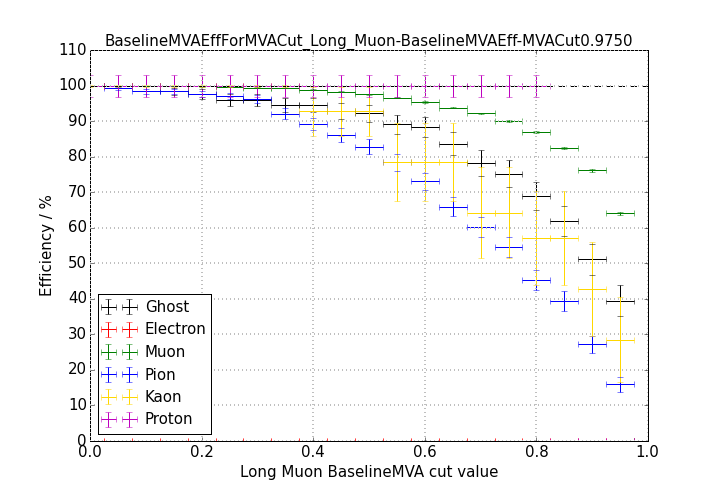 BaselineMVAEffForMVACut_Long_Muon-BaselineMVAEff-MVACut0.9750
110
100
90
80
70
60
50
40
30
20
10
0
Efficiency / %
Ghost
Electron
Muon
Pion
Kaon
Proton
0.0 0.2 0.4 0.6 0.8 1.0
Long Muon BaselineMVA cut value